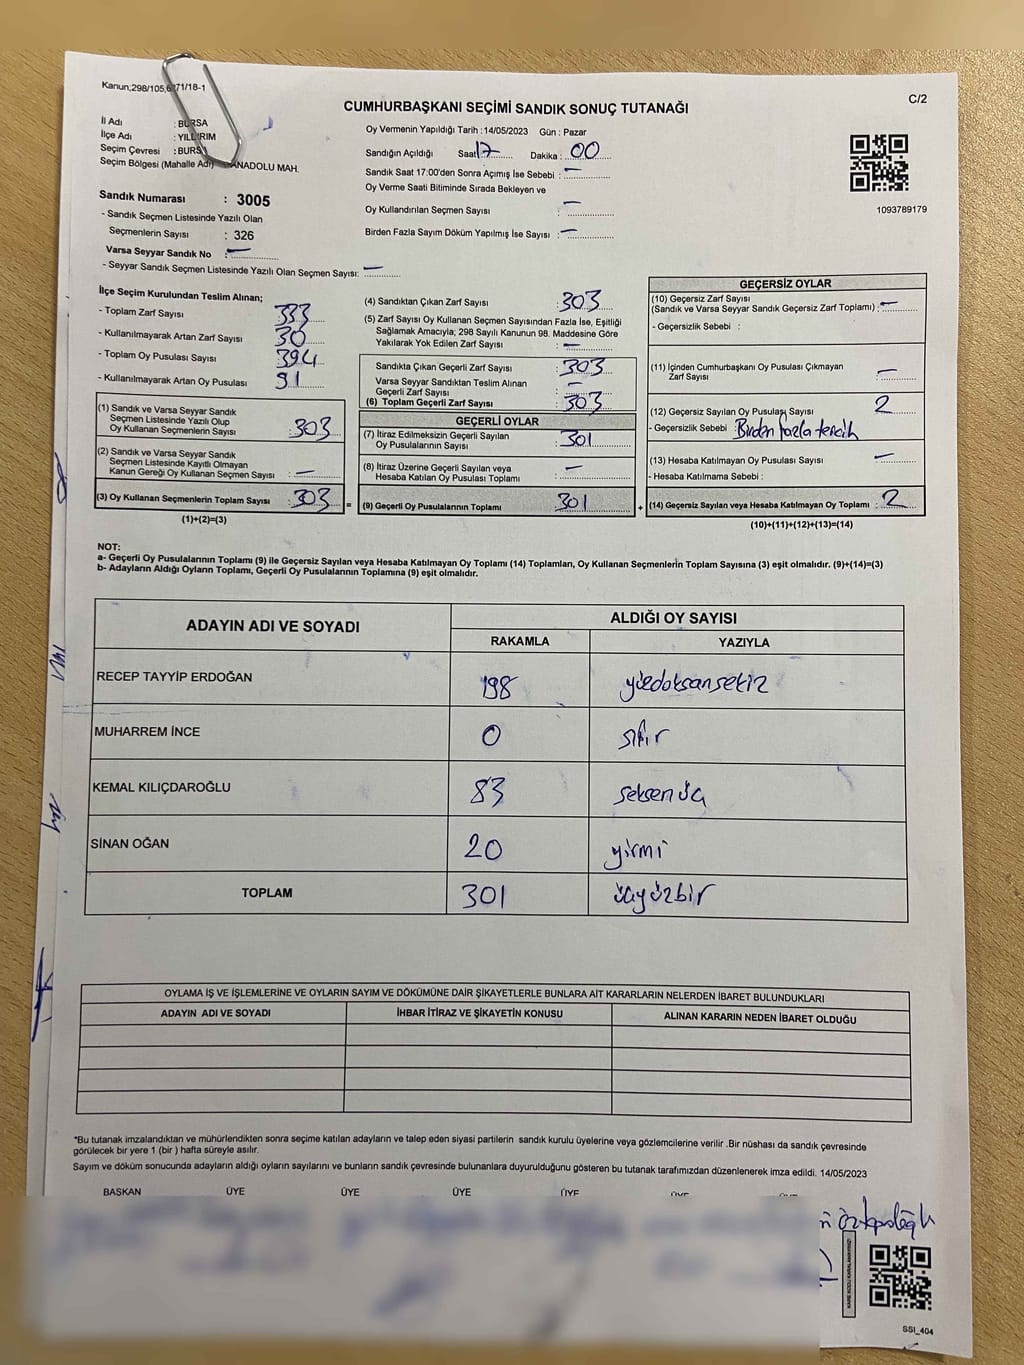 Kanun,298/105,
71/18-1
C/2
CUMHURBAŞKANI SEÇİMİ SANDIK SONUÇ TUTANAĞI
İl Adı : BURSA
İlçe Adı : YILDIRIM
Seçim Çevresi : BURSA
Seçim Bölgesi (Mahalle Adı) ANADOLU MAH.
Oy Vermenin Yapıldığı Tarih : 14/05/2023 Gün : Pazar
Sandığın Açıldığı Saat 17 Dakika : 00
Sandık Saat 17:00'den Sonra Açımış İse Sebebi : –
Oy Verme Saati Bitiminde Sırada Bekleyen ve
Oy Kullandırılan Seçmen Sayısı : –
Birden Fazla Sayım Döküm Yapılmış İse Sayısı : –
1093789179
Sandık Numarası : 3005
- Sandık Seçmen Listesinde Yazılı Olan
Seçmenlerin Sayısı : 326
Varsa Seyyar Sandık No : –
- Seyyar Sandık Seçmen Listesinde Yazılı Olan Seçmen Sayısı: –
İlçe Seçim Kurulundan Teslim Alınan;
- Toplam Zarf Sayısı : 333
- Kullanılmayarak Artan Zarf Sayısı : 30
- Toplam Oy Pusulası Sayısı : 394
- Kullanılmayarak Artan Oy Pusulası : 91
(1) Sandık ve Varsa Seyyar Sandık
Seçmen Listesinde Yazılı Olup
Oy Kullanan Seçmenlerin Sayısı : 303
(2) Sandık ve Varsa Seyyar Sandık
Seçmen Listesinde Kayıtlı Olmayan
Kanun Gereği Oy Kullanan Seçmen Sayısı : –
(3) Oy Kullanan Seçmenlerin Toplam Sayısı : 303 =
(1)+(2)=(3)
(4) Sandıktan Çıkan Zarf Sayısı : 303
(5) Zarf Sayısı Oy Kullanan Seçmen Sayısından Fazla İse, Eşitliği
Sağlamak Amacıyla; 298 Sayılı Kanunun 98. Maddesine Göre
Yakılarak Yok Edilen Zarf Sayısı : –
Sandıkta Çıkan Geçerli Zarf Sayısı : 303
Varsa Seyyar Sandıktan Teslim Alınan
Geçerli Zarf Sayısı : –
(6) Toplam Geçerli Zarf Sayısı : 303
GEÇERLİ OYLAR
(7) İtiraz Edilmeksizin Geçerli Sayılan
Oy Pusulalarının Sayısı : 301
(8) İtiraz Üzerine Geçerli Sayılan veya
Hesaba Katılan Oy Pusulası Toplamı : –
(9) Geçerli Oy Pusulalarının Toplamı 301 +
GEÇERSİZ OYLAR
(10) Geçersiz Zarf Sayısı
(Sandık ve Varsa Seyyar Sandık Geçersiz Zarf Toplamı) : –
- Geçersizlik Sebebi :
(11) İçinden Cumhurbaşkanı Oy Pusulası Çıkmayan
Zarf Sayısı : –
(12) Geçersiz Sayılan Oy Pusulası Sayısı : 2
- Geçersizlik Sebebi : Birden fazla tercih
(13) Hesaba Katılmayan Oy Pusulası Sayısı : –
- Hesaba Katılmama Sebebi :
(14) Geçersiz Sayılan veya Hesaba Katılmayan Oy Toplamı : 2
(10)+(11)+(12)+(13)=(14)
NOT:
a- Geçerli Oy Pusulalarının Toplamı (9) ile Geçersiz Sayılan veya Hesaba Katılmayan Oy Toplamı (14) Toplamları, Oy Kullanan Seçmenlerin Toplam Sayısına (3) eşit olmalıdır. (9)+(14)=(3)
b- Adayların Aldığı Oyların Toplamı, Geçerli Oy Pusulalarının Toplamına (9) eşit olmalıdır.
ADAYIN ADI VE SOYADI
ALDIĞI OY SAYISI
RAKAMLA YAZIYLA
RECEP TAYYİP ERDOĞAN 198 yüzdoksansekiz
MUHARREM İNCE 0 sıfır
KEMAL KILIÇDAROĞLU 83 seksen üç
SİNAN OĞAN 20 yirmi
TOPLAM 301 üçyüzbir
OYLAMA İŞ VE İŞLEMLERİNE VE OYLARIN SAYIM VE DÖKÜMÜNE DAİR ŞİKAYETLERLE BUNLARA AİT KARARLARIN NELERDEN İBARET BULUNDUKLARI
ADAYIN ADI VE SOYADI İHBAR İTİRAZ VE ŞİKAYETİN KONUSU ALINAN KARARIN NEDEN İBARET OLDUĞU
*Bu tutanak imzalandıktan ve mühürlendikten sonra seçime katılan adayların ve talep eden siyasi partilerin sandık kurulu üyelerine veya gözlemcilerine verilir .Bir nüshası da sandık çevresinde
görülecek bir yere 1 (bir ) hafta süreyle asılır.
Sayım ve döküm sonucunda adayların aldığı oyların sayılarını ve bunların sandık çevresinde bulunanlara duyurulduğunu gösteren bu tutanak tarafımızdan düzenlenerek imza edildi. 14/05/2023
BAŞKAN ÜYE ÜYE ÜYE ÜYE ÜYE ÜYE
KARE KODU KARALAMAYINIZ!
SSI_404